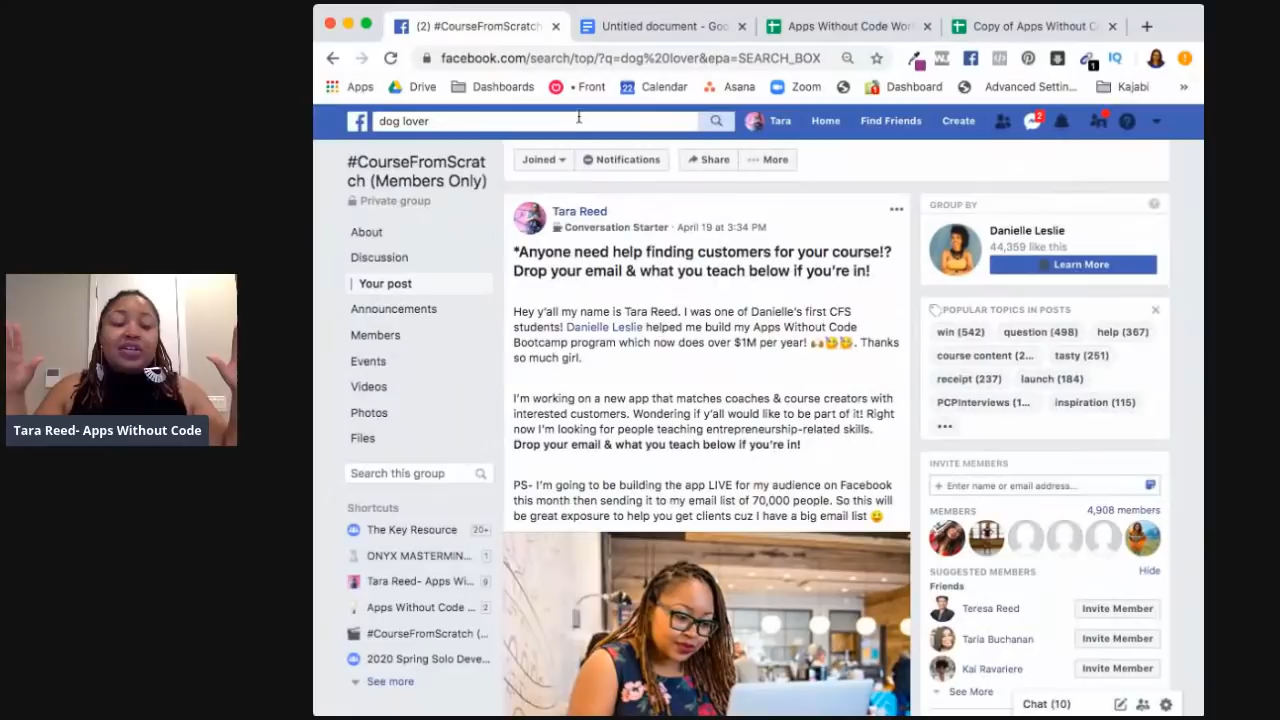 (2) #CourseFromScratch
Untitled document - Goo
Apps Without Code Wor
Copy of Apps Without C
facebook.com/search/top/?q=dog%20lover&epa=SEARCH_BOX
Apps
Drive
Dashboards
• Front
Calendar
Asana
Zoom
Dashboard
Advanced Settin...
Kajabi
»
dog lover
Tara
Home
Find Friends
Create
2
#CourseFromScrat
ch (Members Only)
Private group
About
Discussion
Your post
Announcements
Members
Events
Videos
Photos
Files
Search this group
Shortcuts
The Key Resource 20+
ONYX MASTERMIN... 1
Tara Reed- Apps Wi... 9
Apps Without Code ... 2
#CourseFromScratch (...
2020 Spring Solo Deve...
See more
Joined
Notifications
Share
More
Tara Reed
Conversation Starter · April 19 at 3:34 PM
*Anyone need help finding customers for your course!?
Drop your email & what you teach below if you're in!
Hey y'all my name is Tara Reed. I was one of Danielle's first CFS
students! Danielle Leslie helped me build my Apps Without Code
Bootcamp program which now does over $1M per year! 🙌😇😇. Thanks
so much girl.
I'm working on a new app that matches coaches & course creators with
interested customers. Wondering if y'all would like to be part of it! Right
now I'm looking for people teaching entrepreneurship-related skills.
Drop your email & what you teach below if you're in!
PS- I'm going to be building the app LIVE for my audience on Facebook
this month then sending it to my email list of 70,000 people. So this will
be great exposure to help you get clients cuz I have a big email list 😀
GROUP BY
Danielle Leslie
44,359 like this
Learn More
POPULAR TOPICS IN POSTS
win (542)
question (498)
help (367)
course content (2...
tasty (251)
receipt (237)
launch (184)
PCPInterviews (1...
inspiration (115)
INVITE MEMBERS
+ Enter name or email address...
MEMBERS
4,908 members
SUGGESTED MEMBERS
Hide
Friends
Teresa Reed
Invite Member
Taria Buchanan
Invite Member
Kai Ravariere
Invite Member
See More
Chat (10)
Tara Reed- Apps Without Code